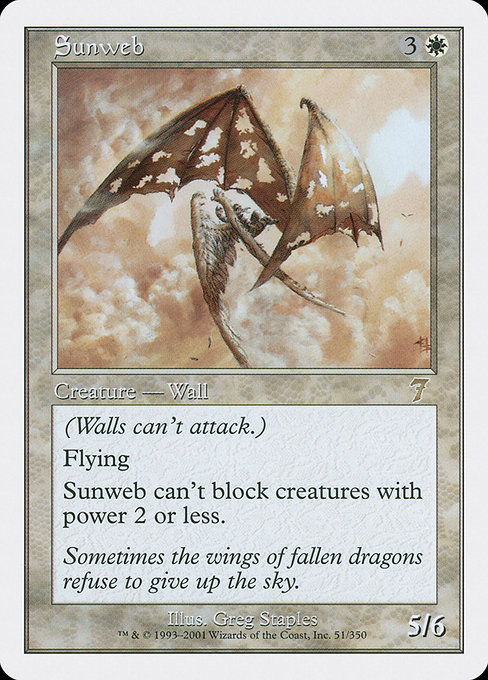 Sunweb 3
Creature — Wall
(Walls can't attack.)
Flying
Sunweb can't block creatures with
power 2 or less.
Sometimes the wings of fallen dragons
refuse to give up the sky.
Illus. Greg Staples
™ & © 1993–2001 Wizards of the Coast, Inc. 51/350
5/6